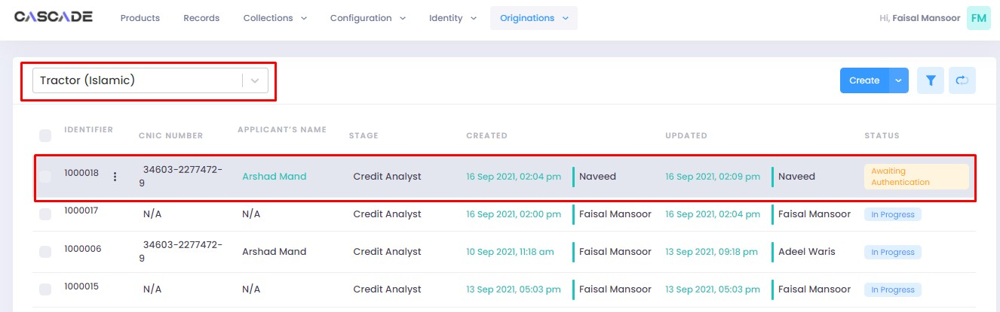 CASCADE Products Records Collections Configuration Identity Originations Hi, Faisal Mansoor FM
Tractor (Islamic) Create
IDENTIFIER CNIC NUMBER APPLICANT'S NAME STAGE CREATED UPDATED STATUS
1000018 34603-2277472-9 Arshad Mand Credit Analyst 16 Sep 2021, 02:04 pm Naveed 16 Sep 2021, 02:09 pm Naveed Awaiting Authentication
1000017 N/A N/A Credit Analyst 16 Sep 2021, 02:00 pm Faisal Mansoor 16 Sep 2021, 02:04 pm Faisal Mansoor In Progress
1000006 34603-2277472-9 Arshad Mand Credit Analyst 10 Sep 2021, 11:18 am Faisal Mansoor 13 Sep 2021, 09:18 pm Adeel Waris In Progress
1000015 N/A N/A Credit Analyst 13 Sep 2021, 05:03 pm Faisal Mansoor 13 Sep 2021, 05:03 pm Faisal Mansoor In Progress